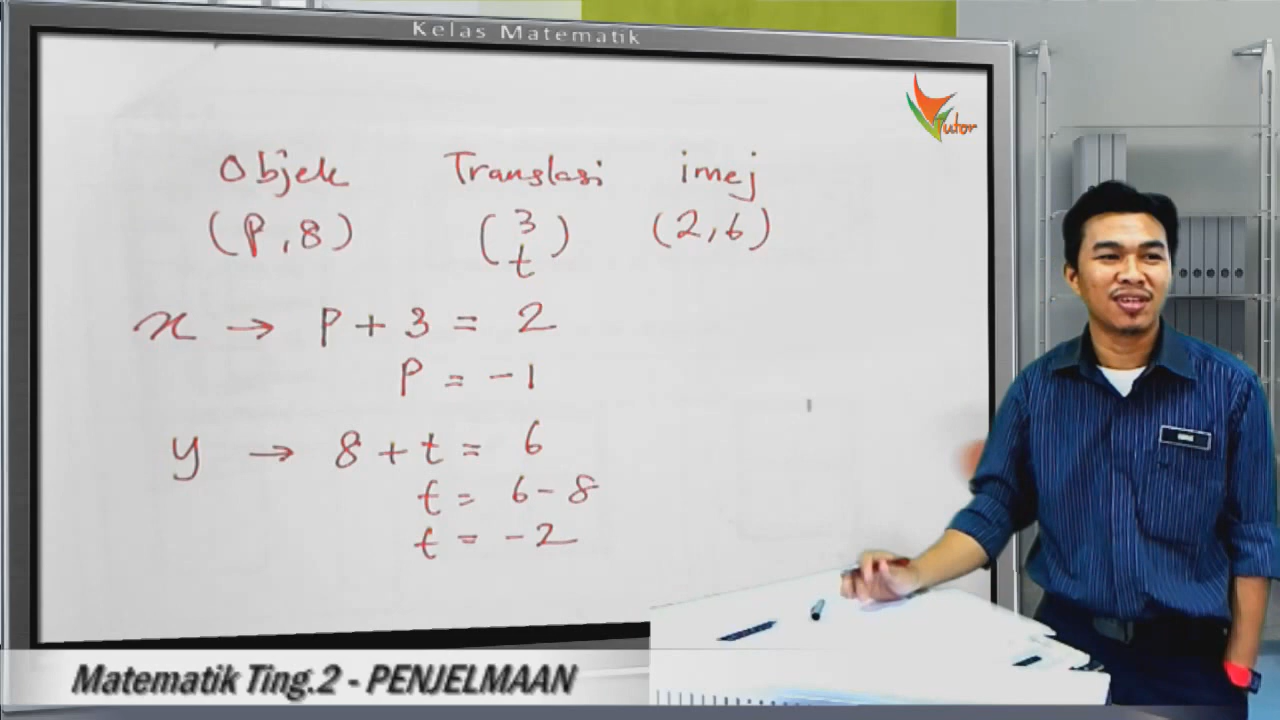 Kelas Matematik
Tutor
Objek Translasi imej
(P, 8) (3 t) (2, 6)
x → P + 3 = 2
P = -1
y → 8 + t = 6
t = 6 - 8
t = -2
Matematik Ting.2 - PENJELMAAN